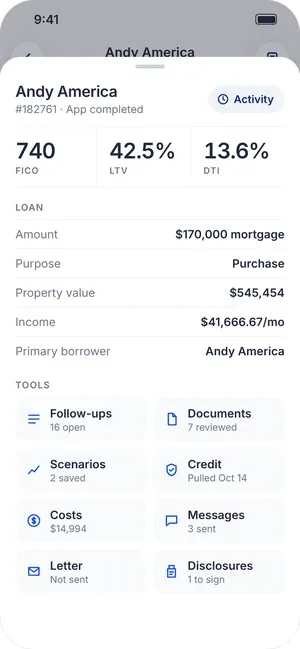 9:41
Andy America
Andy America
#182761 · App completed
Activity
740
FICO
42.5%
LTV
13.6%
DTI
LOAN
Amount $170,000 mortgage
Purpose Purchase
Property value $545,454
Income $41,666.67/mo
Primary borrower Andy America
TOOLS
Follow-ups
16 open
Documents
7 reviewed
Scenarios
2 saved
Credit
Pulled Oct 14
Costs
$14,994
Messages
3 sent
Letter
Not sent
Disclosures
1 to sign